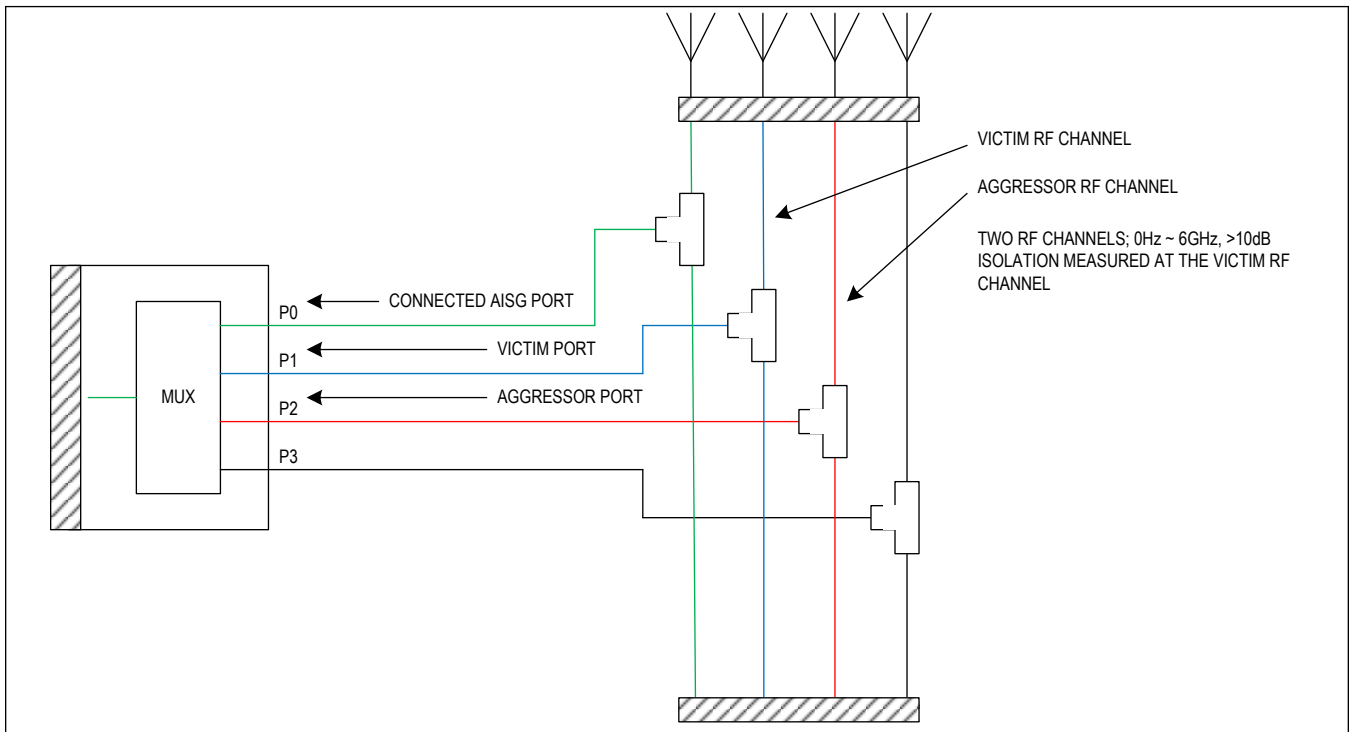 VICTIM RF CHANNEL
AGGRESSOR RF CHANNEL
TWO RF CHANNELS; 0Hz ~ 6GHz, >10dB
ISOLATION MEASURED AT THE VICTIM RF
CHANNEL
CONNECTED AISG PORT
P0
VICTIM PORT
P1
MUX
AGGRESSOR PORT
P2
P3